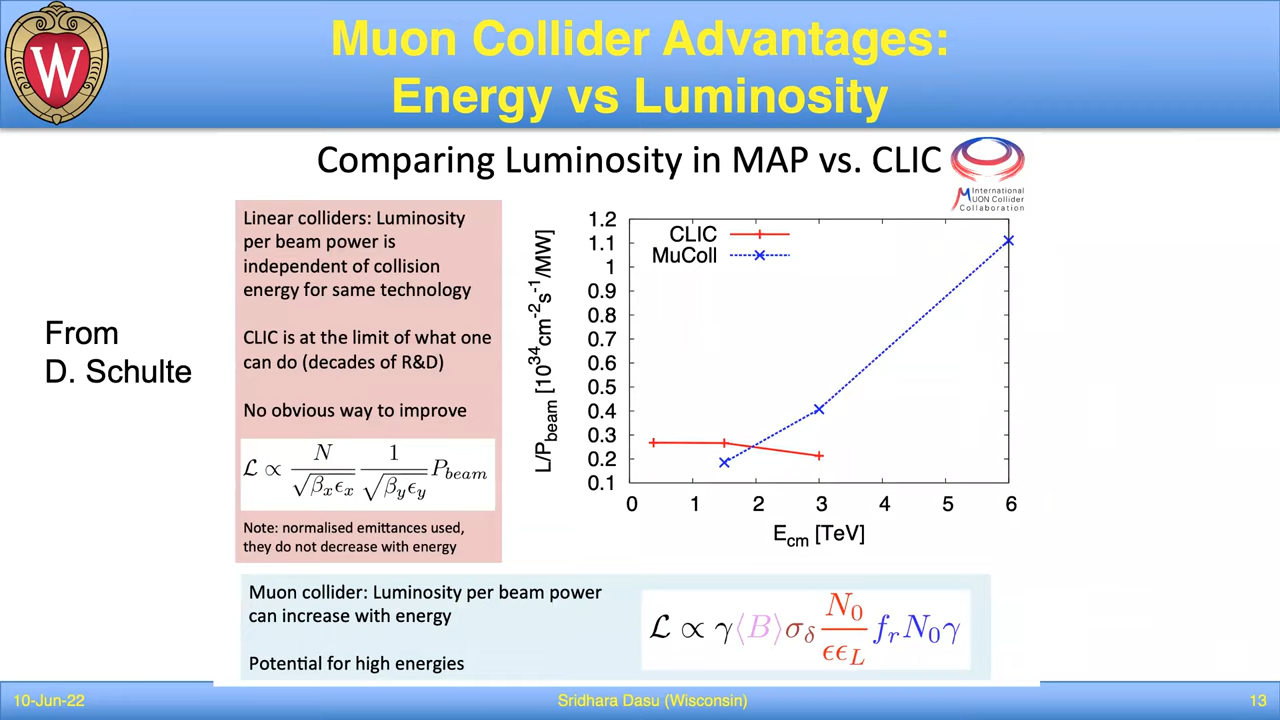 W
Muon Collider Advantages:
Energy vs Luminosity
Comparing Luminosity in MAP vs. CLIC
International
MUON Collider
Collaboration
From
D. Schulte
Linear colliders: Luminosity
per beam power is
independent of collision
energy for same technology
CLIC is at the limit of what one
can do (decades of R&D)
No obvious way to improve
ℒ ∝ N/√(βₓϵₓ) 1/√(βᵧϵᵧ) P_beam
Note: normalised emittances used,
they do not decrease with energy
L/P_beam [10³⁴cm⁻²s⁻¹/MW]
1.2
1.1
1
0.9
0.8
0.7
0.6
0.5
0.4
0.3
0.2
0.1
CLIC
MuColl
0 1 2 3 4 5 6
E_cm [TeV]
Muon collider: Luminosity per beam power
can increase with energy
Potential for high energies
ℒ ∝ γ⟨B⟩σ_δ N₀/(ϵϵ_L) f_r N₀γ
10-Jun-22
Sridhara Dasu (Wisconsin)
13